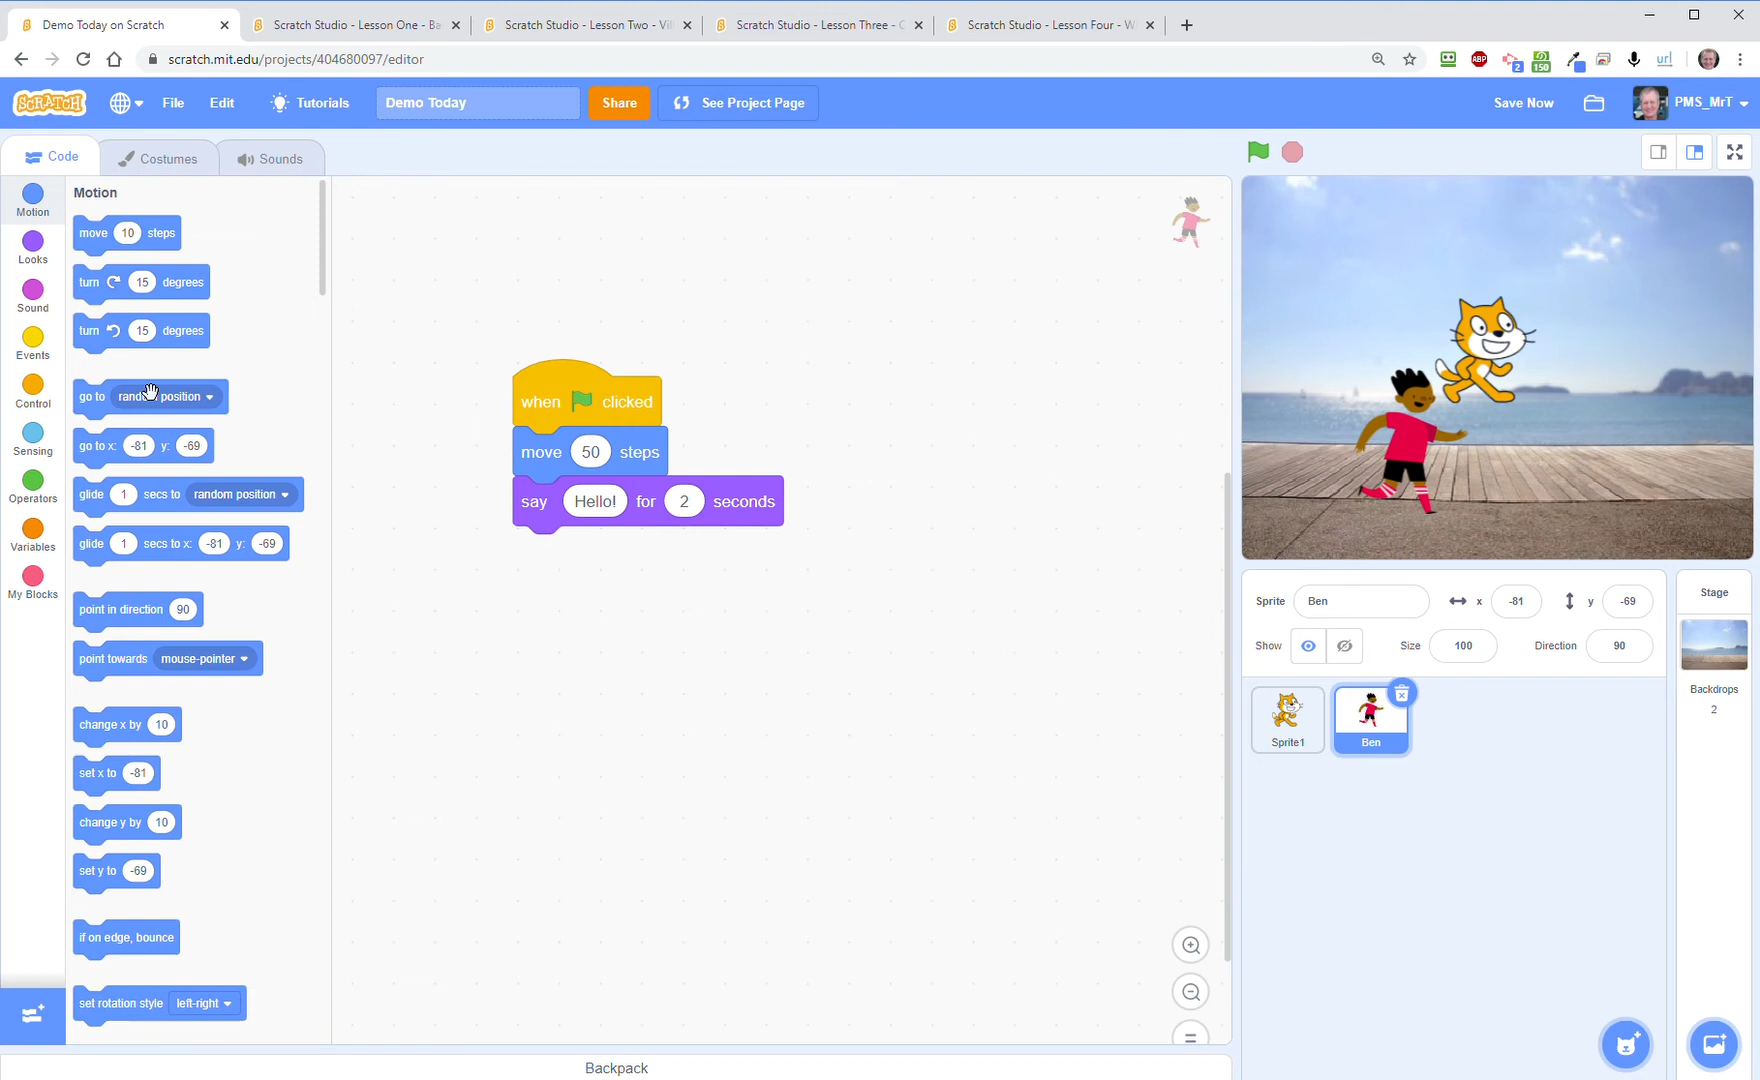 Demo Today on Scratch
Scratch Studio - Lesson One - Ba
Scratch Studio - Lesson Two - Vi
Scratch Studio - Lesson Three - C
Scratch Studio - Lesson Four - W
scratch.mit.edu/projects/404680097/editor
ABP
2
150
url
SCRATCH
File
Edit
Tutorials
Demo Today
Share
See Project Page
Save Now
PMS_MrT
Code
Costumes
Sounds
Motion
Looks
Sound
Events
Control
Sensing
Operators
Variables
My Blocks
Motion
move 10 steps
turn 15 degrees
turn 15 degrees
go to random position
go to x: -81 y: -69
glide 1 secs to random position
glide 1 secs to x: -81 y: -69
point in direction 90
point towards mouse-pointer
change x by 10
set x to -81
change y by 10
set y to -69
if on edge, bounce
set rotation style left-right
when clicked
move 50 steps
say Hello! for 2 seconds
Backpack
Sprite Ben x -81 y -69
Show Size 100 Direction 90
Sprite1
Ben
Stage
Backdrops
2